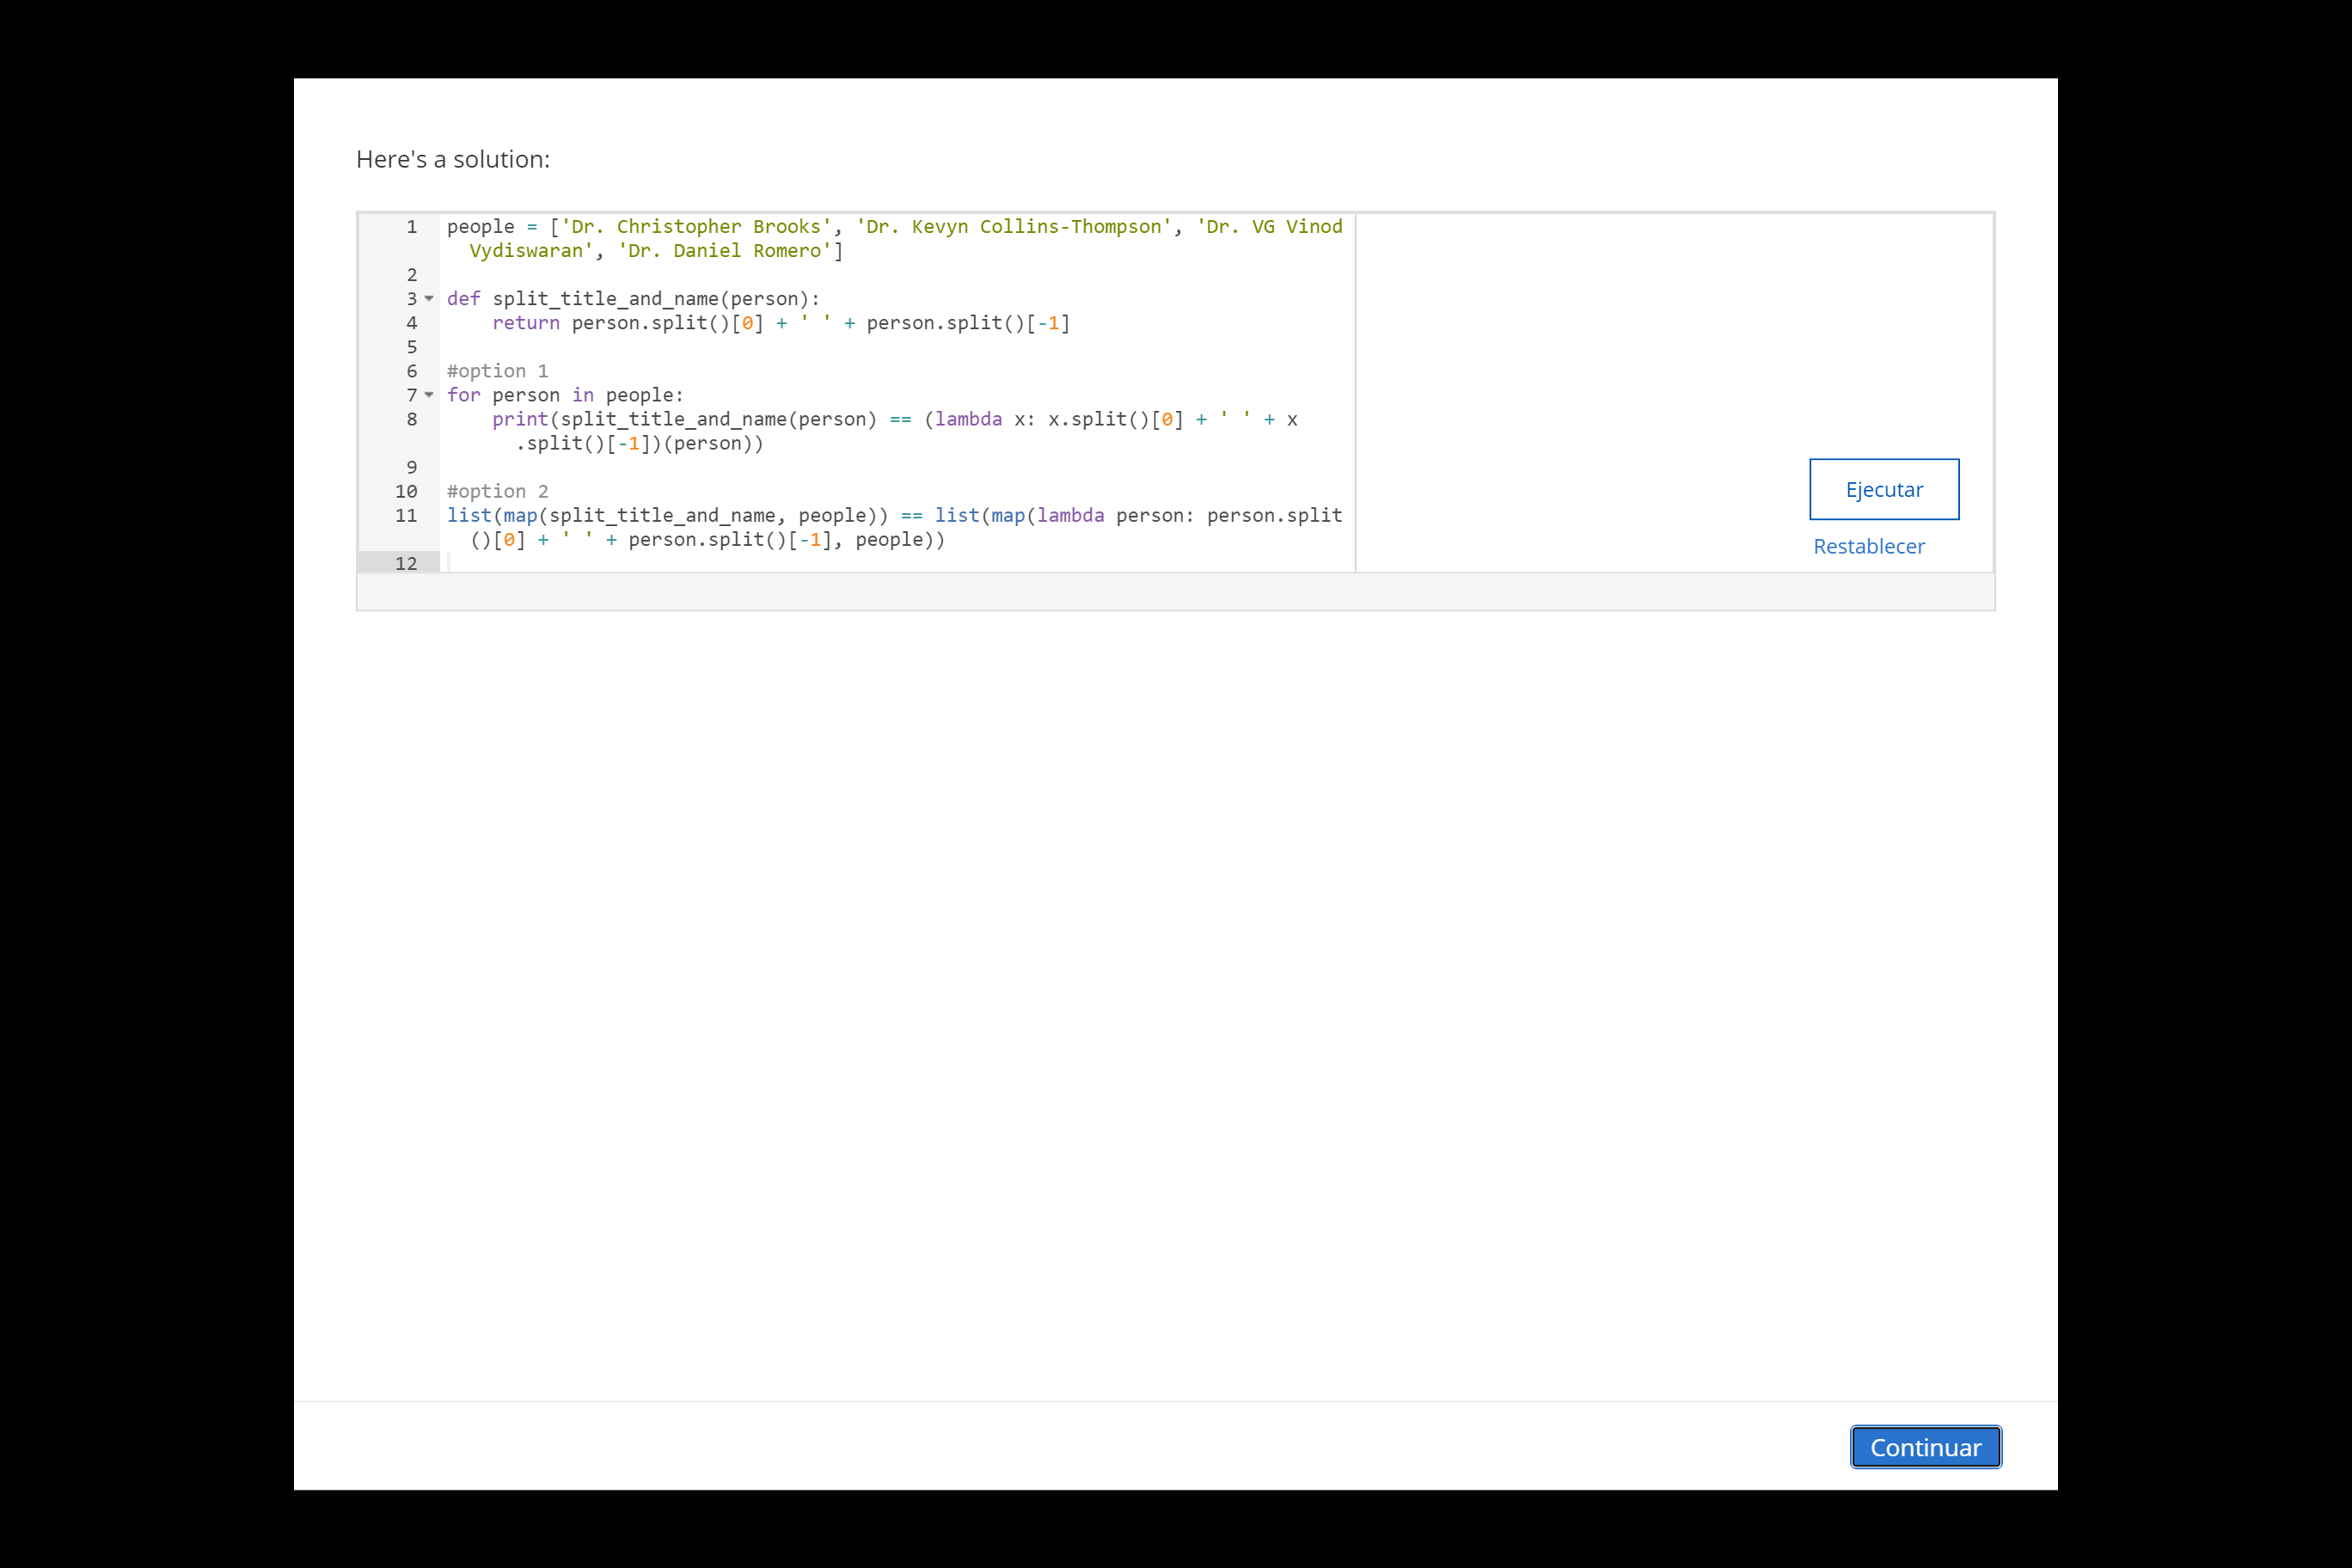 Here's a solution:
1 people = ['Dr. Christopher Brooks', 'Dr. Kevyn Collins-Thompson', 'Dr. VG Vinod
Vydiswaran', 'Dr. Daniel Romero']
2
3 def split_title_and_name(person):
4     return person.split()[0] + ' ' + person.split()[-1]
5
6 #option 1
7 for person in people:
8     print(split_title_and_name(person) == (lambda x: x.split()[0] + ' ' + x
.split()[-1])(person))
9
10 #option 2
11 list(map(split_title_and_name, people)) == list(map(lambda person: person.split
()[0] + ' ' + person.split()[-1], people))
12
Ejecutar
Restablecer
Continuar